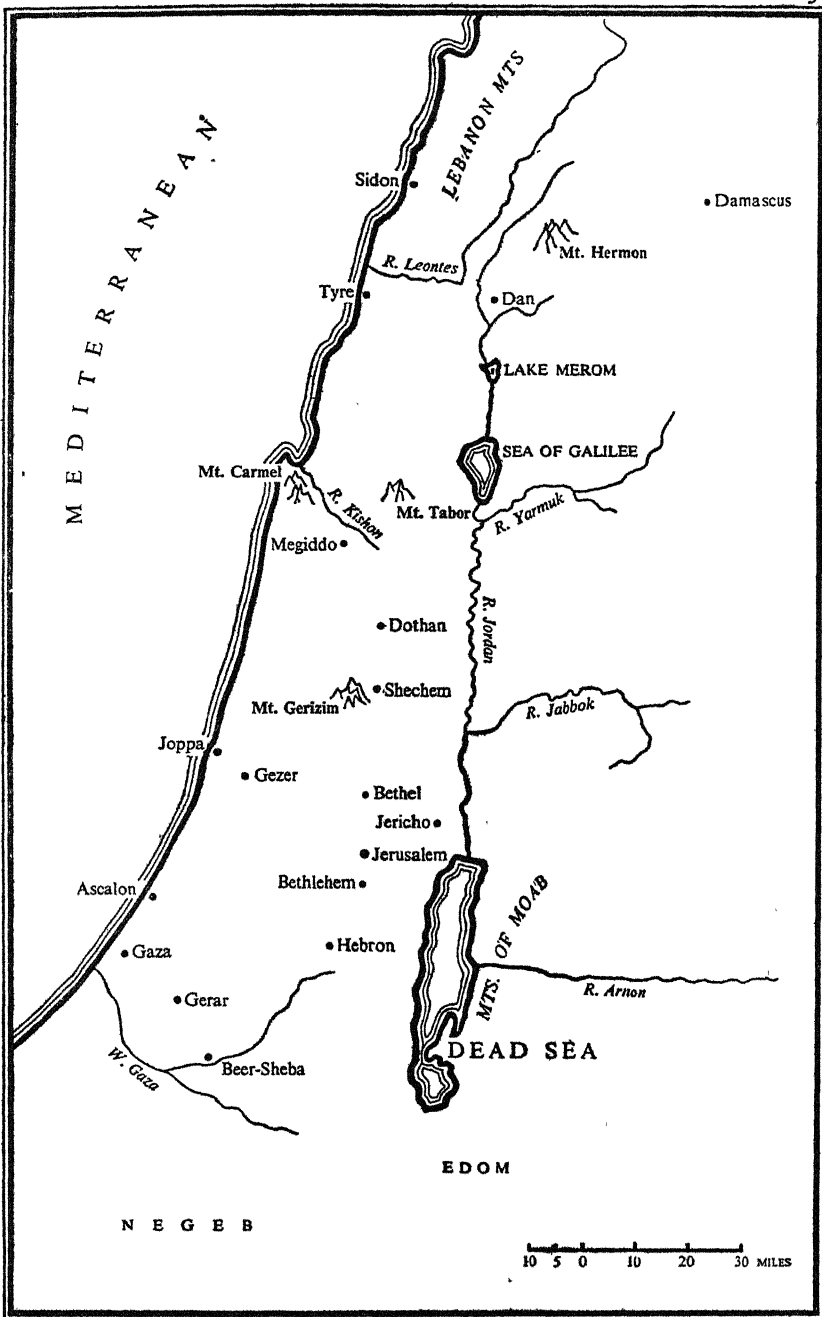 LEBANON MTS
MEDITERRANEAN
Sidon
Damascus
Mt. Hermon
R. Leontes
Tyre
Dan
LAKE MEROM
SEA OF GALILEE
Mt. Carmel
R. Kishon
Mt. Tabor
R. Yarmuk
Megiddo
R. Jordan
Dothan
Shechem
Mt. Gerizim
R. Jabbok
Joppa
Gezer
Bethel
Jericho
Jerusalem
Bethlehem
Ascalon
MTS. OF MOAB
Gaza
Hebron
R. Arnon
Gerar
DEAD SEA
W. Gaza
Beer-Sheba
EDOM
NEGEB
10 5 0 10 20 30 MILES